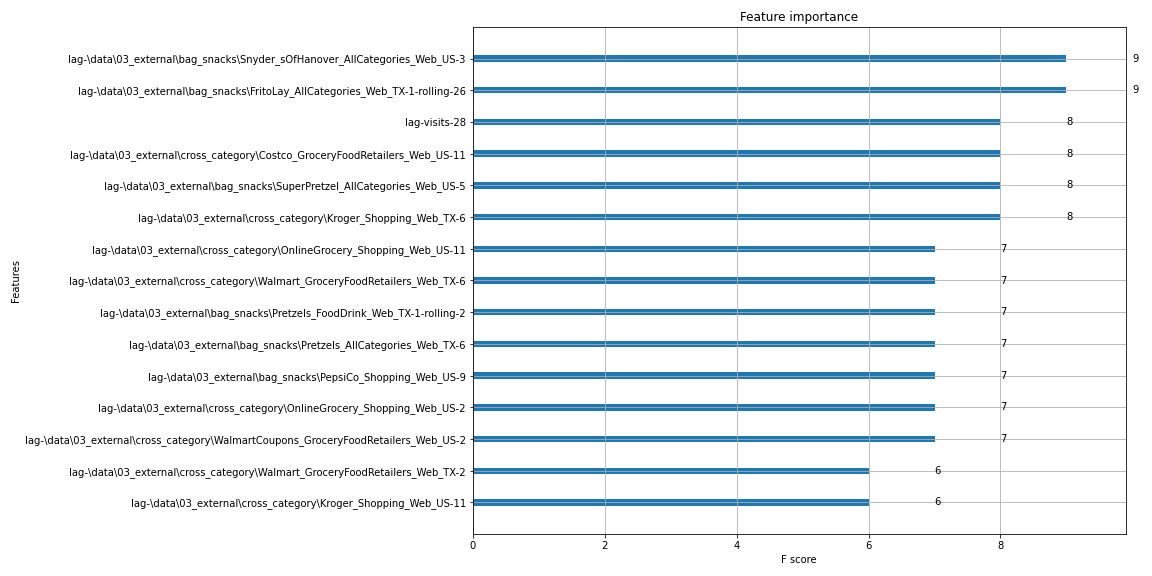 Feature importance
lag-\data\03_external\bag_snacks\Snyder_sOfHanover_AllCategories_Web_US-3 9
lag-\data\03_external\bag_snacks\FritoLay_AllCategories_Web_TX-1-rolling-26 9
lag-visits-28 8
lag-\data\03_external\cross_category\Costco_GroceryFoodRetailers_Web_US-11 8
lag-\data\03_external\bag_snacks\SuperPretzel_AllCategories_Web_US-5 8
lag-\data\03_external\cross_category\Kroger_Shopping_Web_TX-6 8
lag-\data\03_external\cross_category\OnlineGrocery_Shopping_Web_US-11 7
lag-\data\03_external\cross_category\Walmart_GroceryFoodRetailers_Web_TX-6 7
lag-\data\03_external\bag_snacks\Pretzels_FoodDrink_Web_TX-1-rolling-2 7
lag-\data\03_external\bag_snacks\Pretzels_AllCategories_Web_TX-6 7
lag-\data\03_external\bag_snacks\PepsiCo_Shopping_Web_US-9 7
lag-\data\03_external\cross_category\OnlineGrocery_Shopping_Web_US-2 7
lag-\data\03_external\cross_category\WalmartCoupons_GroceryFoodRetailers_Web_US-2 7
lag-\data\03_external\cross_category\Walmart_GroceryFoodRetailers_Web_TX-2 6
lag-\data\03_external\cross_category\Kroger_Shopping_Web_US-11 6
Features
0 2 4 6 8
F score